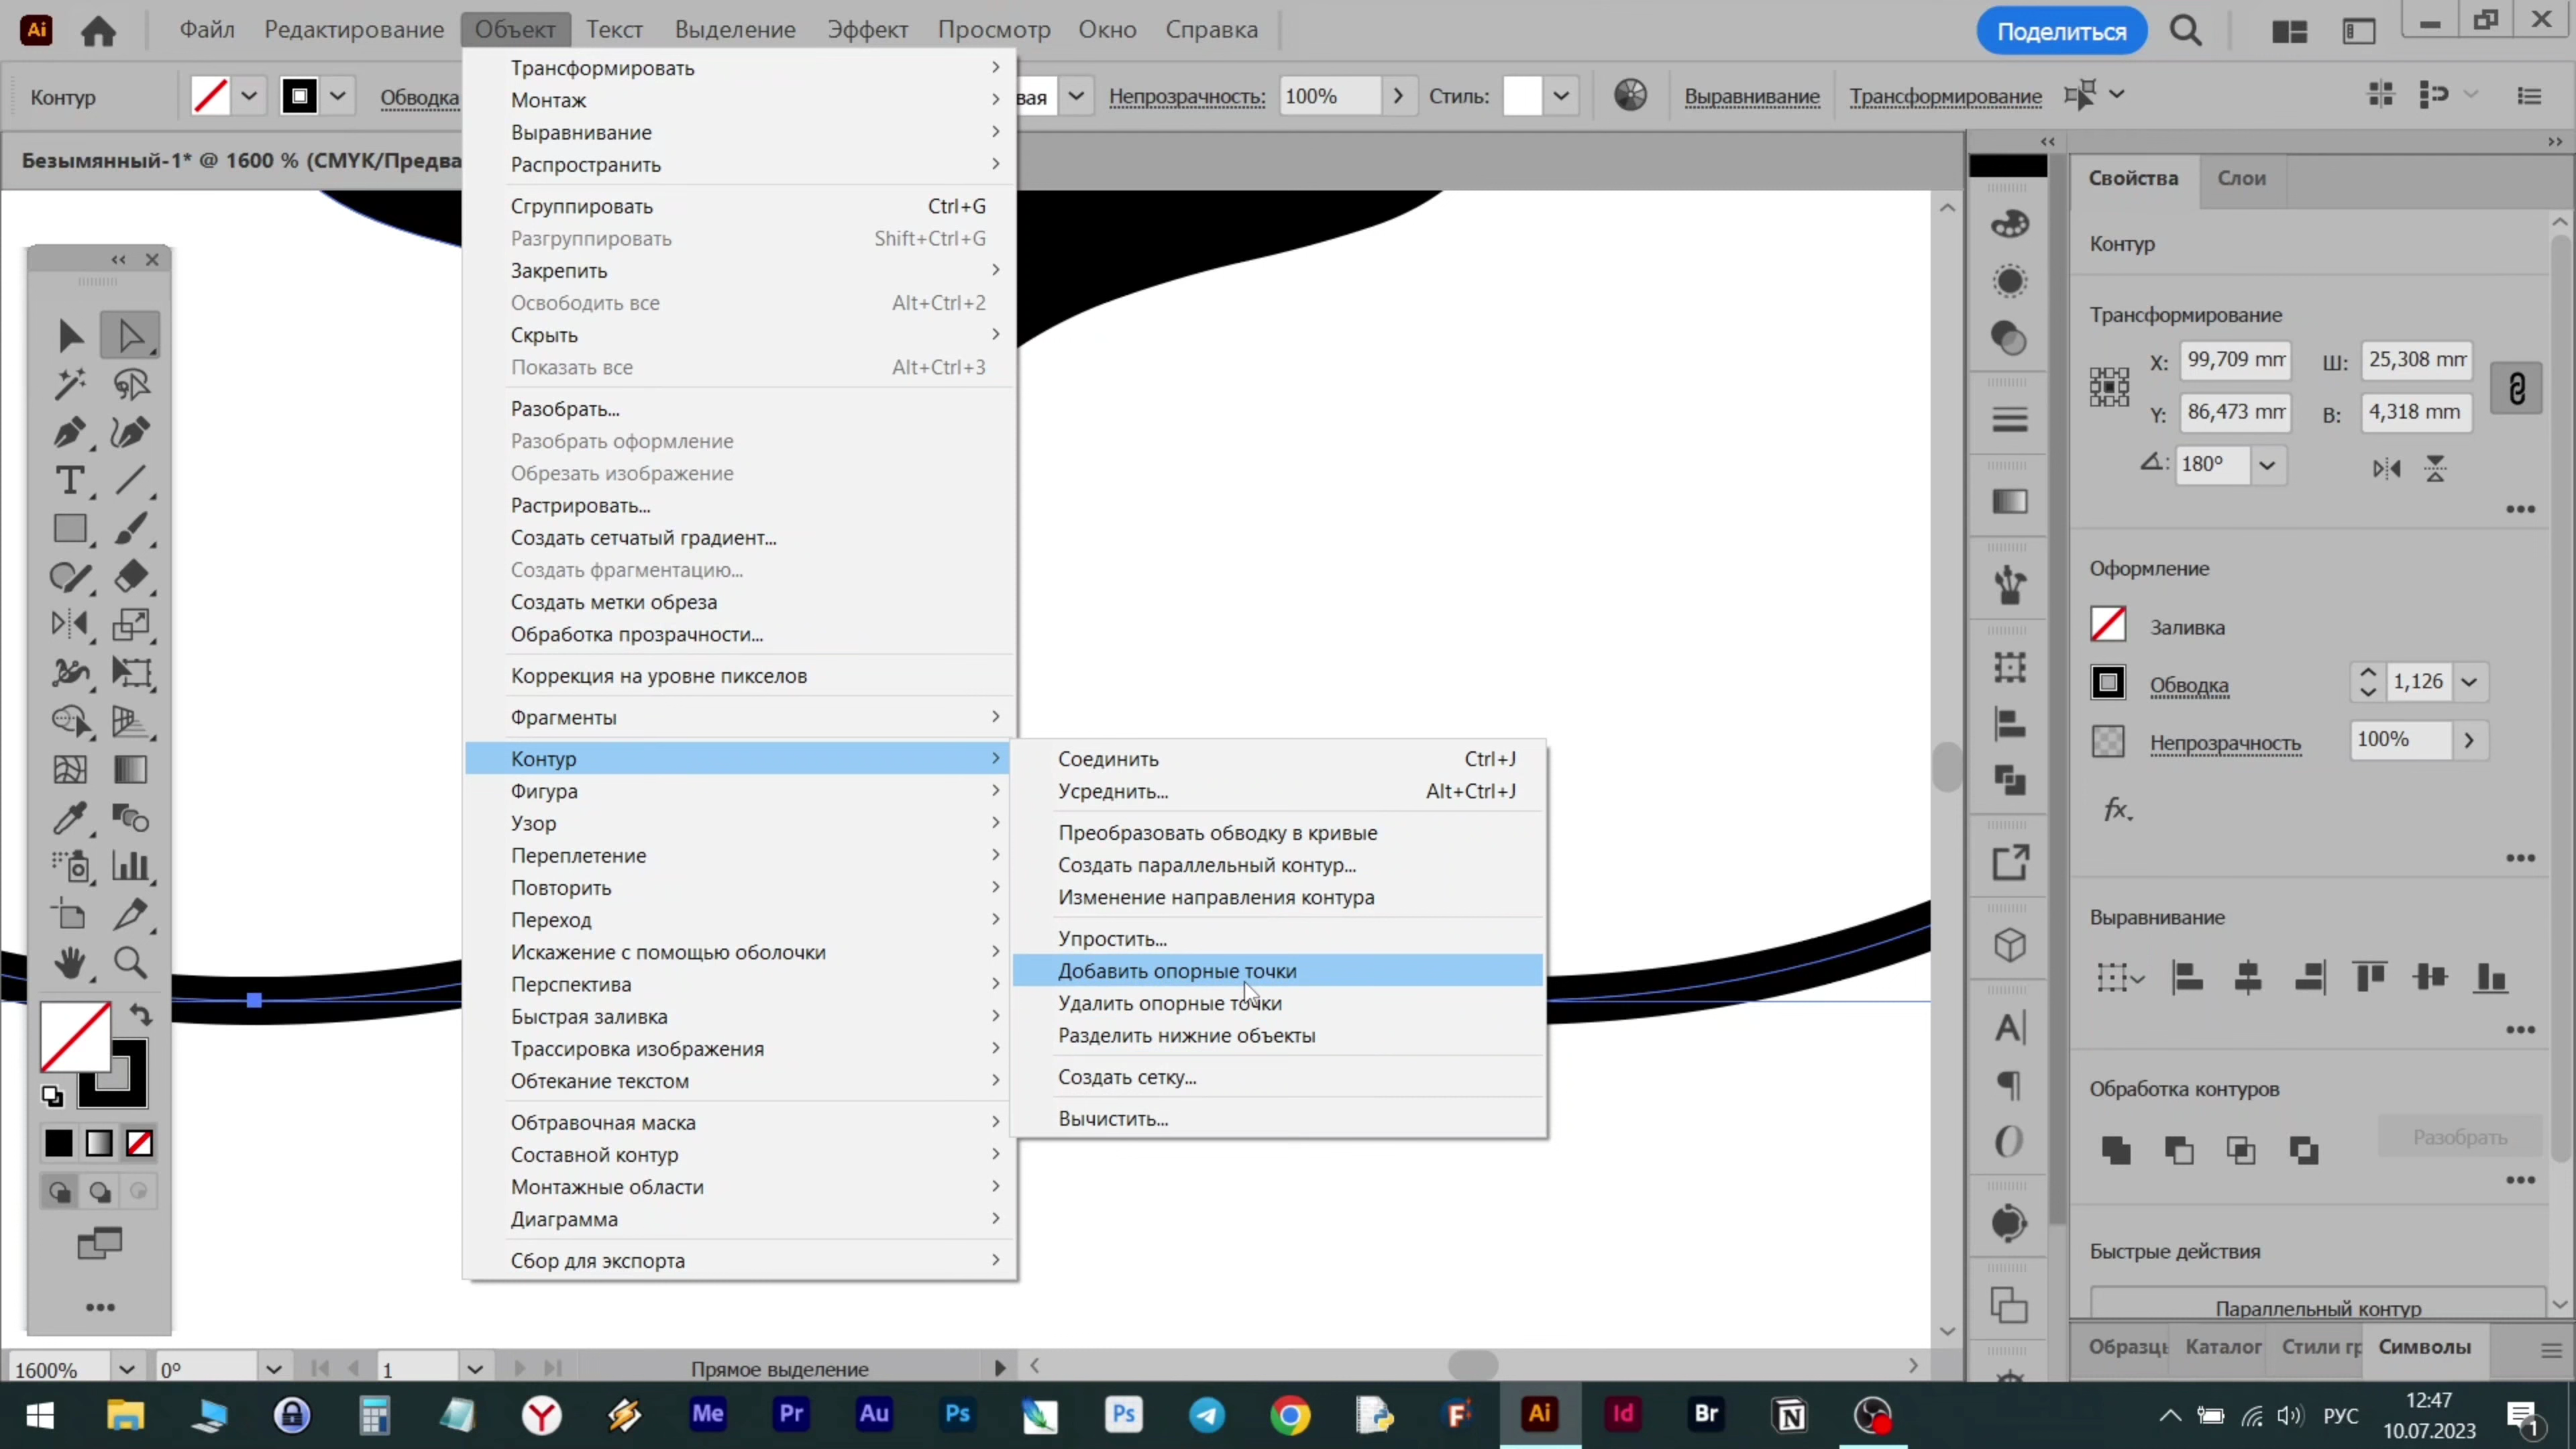 Ai Файл Редактирование Объект Текст Выделение Эффект Просмотр Окно Справка Поделиться
Контур Обводка вая Непрозрачность: 100% Стиль: Выравнивание Трансформирование
Безымянный-1* @ 1600 % (CMYK/Предва
Трансформировать
Монтаж
Выравнивание
Распространить
Сгруппировать Ctrl+G
Разгруппировать Shift+Ctrl+G
Закрепить
Освободить все Alt+Ctrl+2
Скрыть
Показать все Alt+Ctrl+3
Разобрать...
Разобрать оформление
Обрезать изображение
Растрировать...
Создать сетчатый градиент...
Создать фрагментацию...
Создать метки обреза
Обработка прозрачности...
Коррекция на уровне пикселов
Фрагменты
Контур
Фигура
Узор
Переплетение
Повторить
Переход
Искажение с помощью оболочки
Перспектива
Быстрая заливка
Трассировка изображения
Обтекание текстом
Обтравочная маска
Составной контур
Монтажные области
Диаграмма
Сбор для экспорта
Соединить Ctrl+J
Усреднить... Alt+Ctrl+J
Преобразовать обводку в кривые
Создать параллельный контур...
Изменение направления контура
Упростить...
Добавить опорные точки
Удалить опорные точки
Разделить нижние объекты
Создать сетку...
Вычистить...
Свойства Слои
Контур
Трансформирование
X: 99,709 mm Ш: 25,308 mm
Y: 86,473 mm В: 4,318 mm
180°
Оформление
Заливка
Обводка 1,126
Непрозрачность 100%
fx
Выравнивание
Обработка контуров
Разобрать
Быстрые действия
Параллельный контур
Образцы Каталог Стили гр Символы
1600% 0° 1 Прямое выделение
Me Pr Au Ps Ps Ai Id Br РУС
12:47
10.07.2023
1